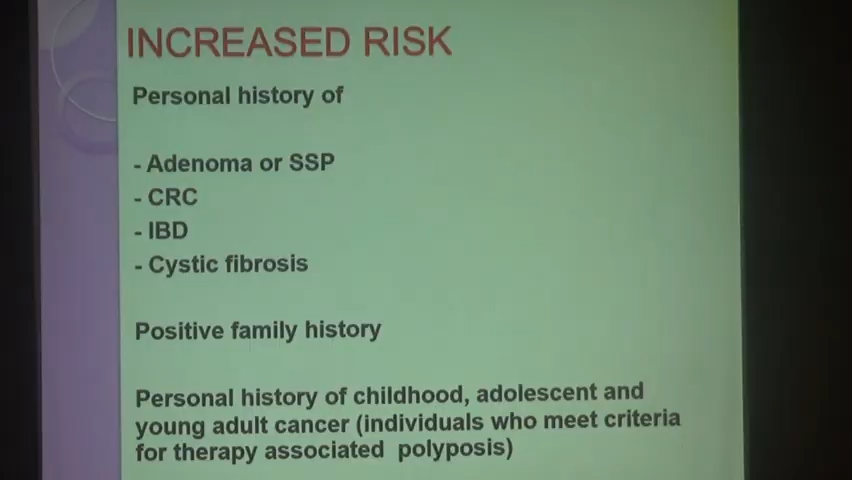 INCREASED RISK
Personal history of
- Adenoma or SSP
- CRC
- IBD
- Cystic fibrosis
Positive family history
Personal history of childhood, adolescent and
young adult cancer (individuals who meet criteria
for therapy associated polyposis)